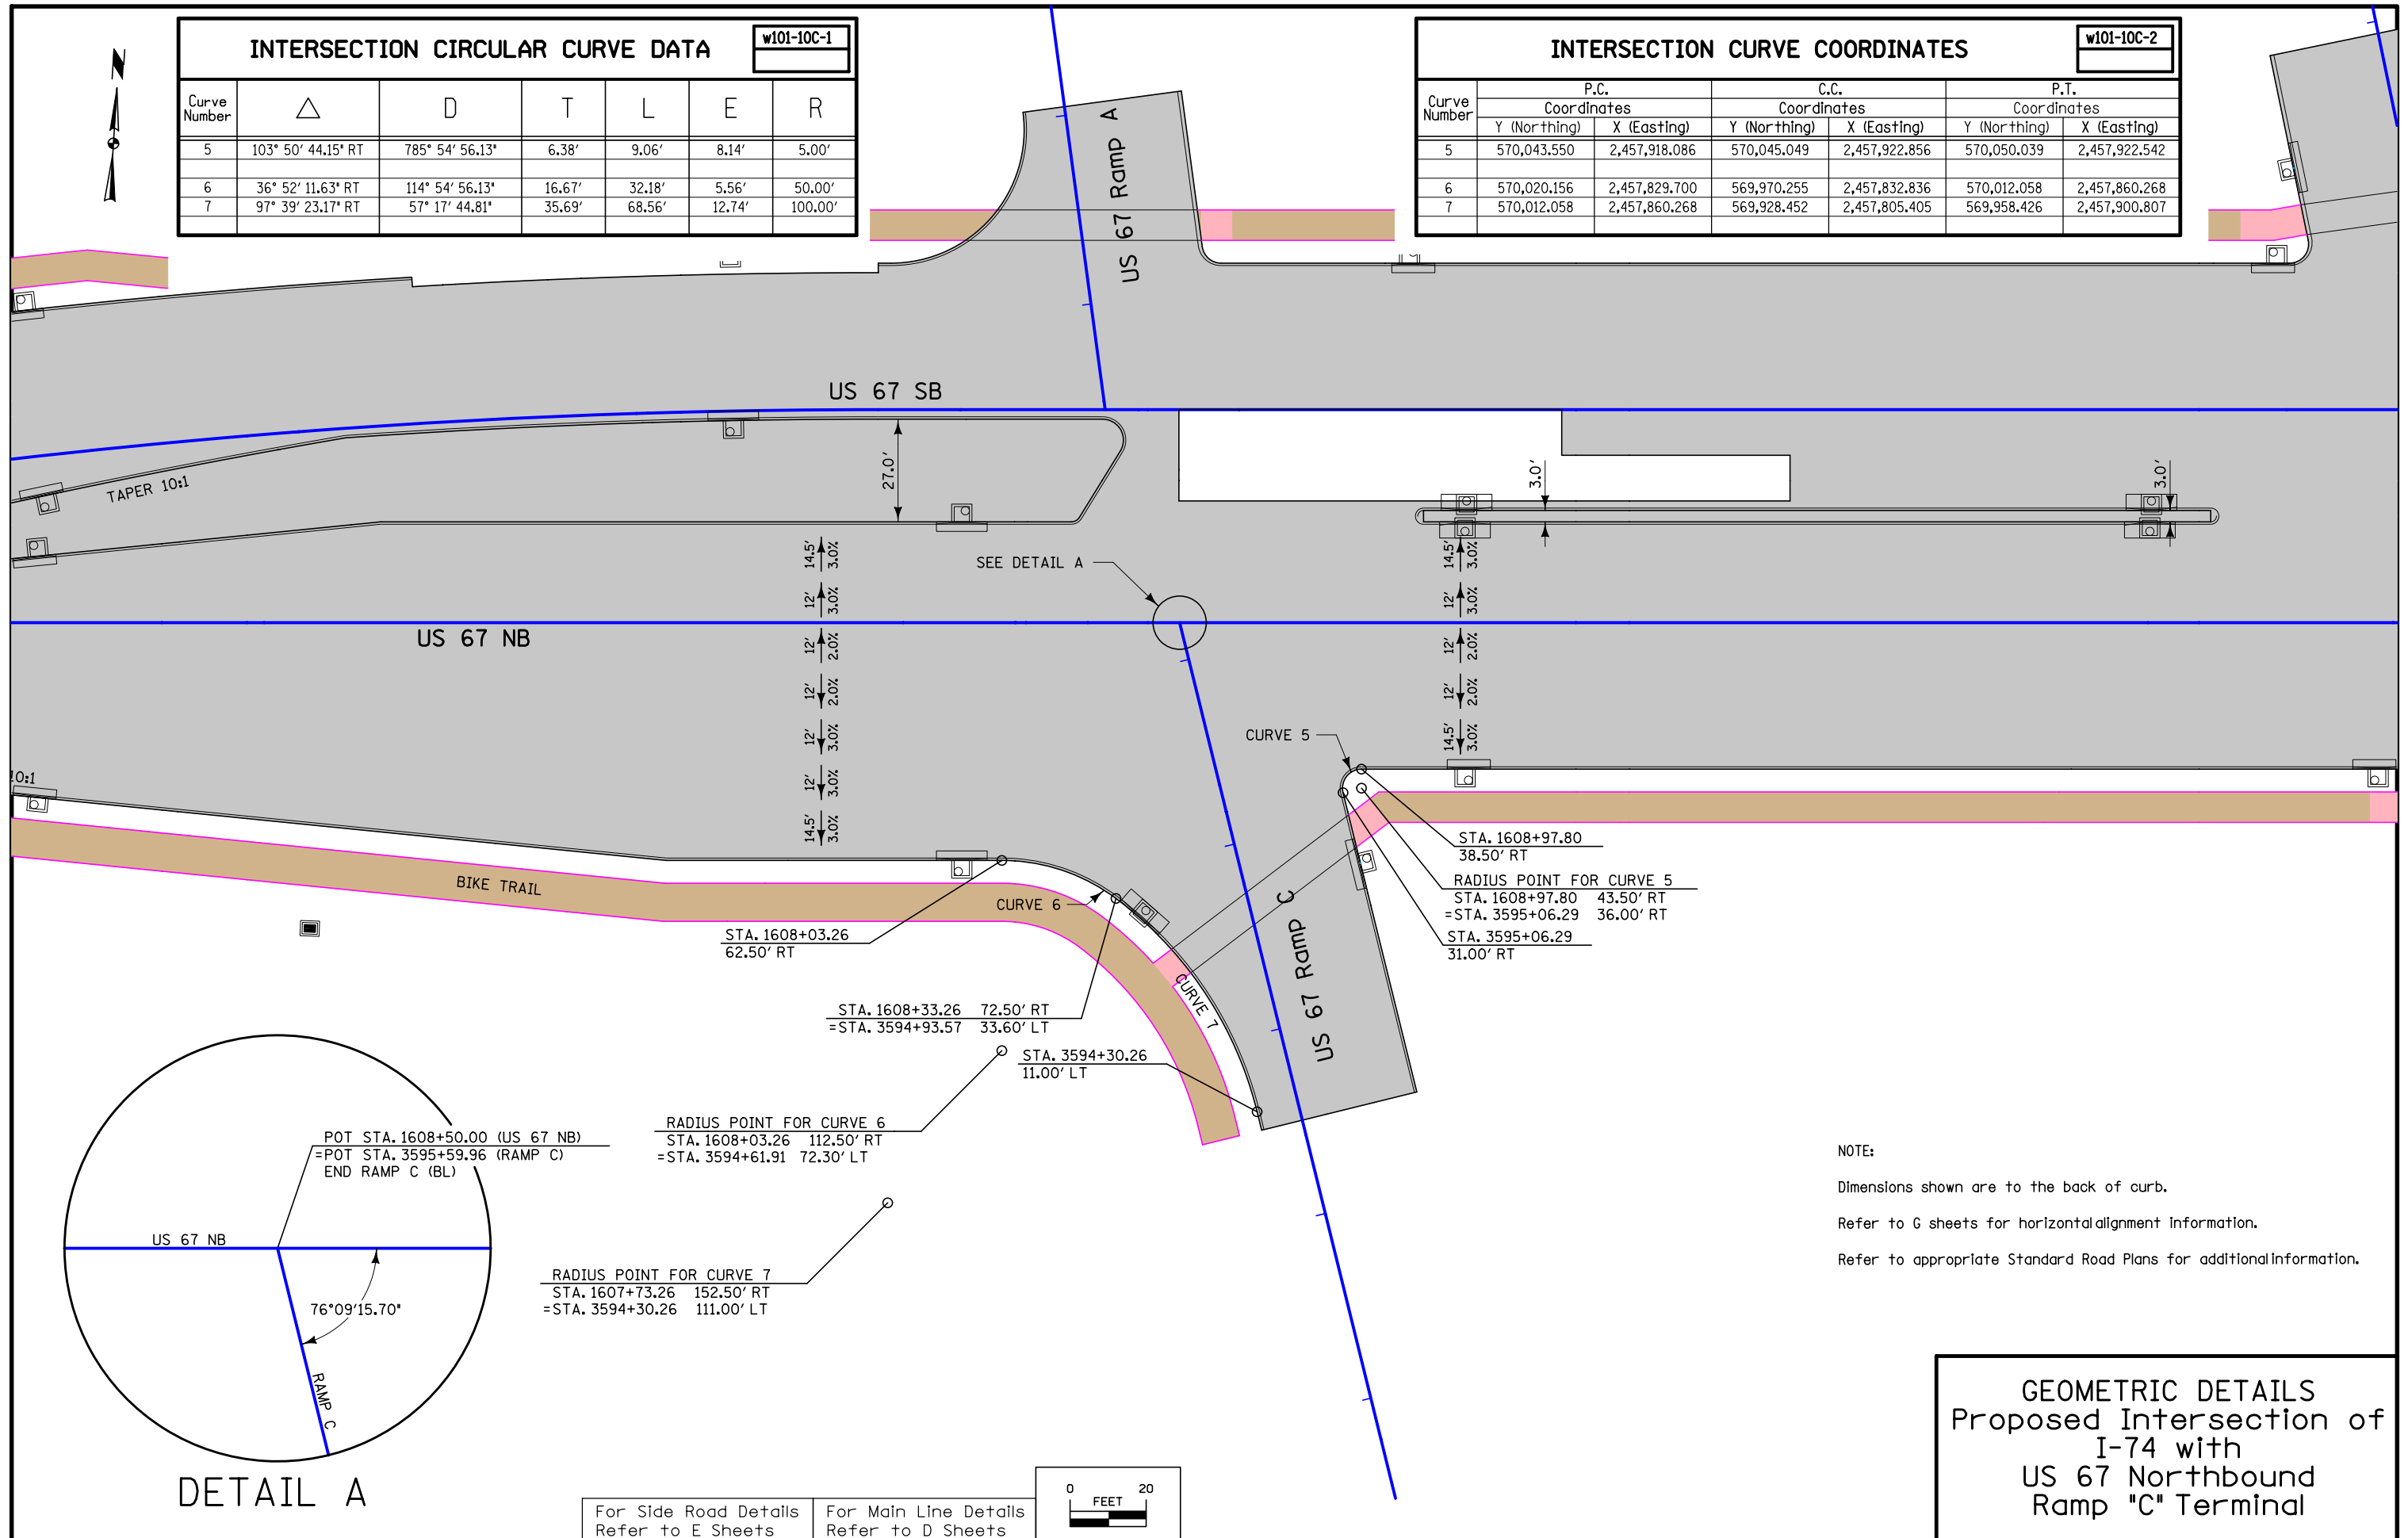 N
INTERSECTION CIRCULAR CURVE DATA
w101-10C-1
Curve Number △ D T L E R
5 103° 50' 44.15" RT 785° 54' 56.13" 6.38' 9.06' 8.14' 5.00'
6 36° 52' 11.63" RT 114° 54' 56.13" 16.67' 32.18' 5.56' 50.00'
7 97° 39' 23.17" RT 57° 17' 44.81" 35.69' 68.56' 12.74' 100.00'
INTERSECTION CURVE COORDINATES
w101-10C-2
Curve Number
P.C. C.C. P.T.
Coordinates Coordinates Coordinates
Y (Northing) X (Easting) Y (Northing) X (Easting) Y (Northing) X (Easting)
5 570,043.550 2,457,918.086 570,045.049 2,457,922.856 570,050.039 2,457,922.542
6 570,020.156 2,457,829.700 569,970.255 2,457,832.836 570,012.058 2,457,860.268
7 570,012.058 2,457,860.268 569,928.452 2,457,805.405 569,958.426 2,457,900.807
US 67 Ramp A
US 67 SB
TAPER 10:1
27.0'
3.0'
3.0'
SEE DETAIL A
US 67 NB
14.5' 3.0%
12' 3.0%
12' 2.0%
12' 2.0%
12' 3.0%
12' 3.0%
14.5' 3.0%
14.5' 3.0%
12' 3.0%
12' 2.0%
12' 2.0%
14.5' 3.0%
10:1
CURVE 5
STA. 1608+97.80
38.50' RT
RADIUS POINT FOR CURVE 5
STA. 1608+97.80 43.50' RT
=STA. 3595+06.29 36.00' RT
STA. 3595+06.29
31.00' RT
BIKE TRAIL
CURVE 6
STA. 1608+03.26
62.50' RT
CURVE 7
US 67 Ramp C
STA. 1608+33.26 72.50' RT
=STA. 3594+93.57 33.60' LT
STA. 3594+30.26
11.00' LT
RADIUS POINT FOR CURVE 6
STA. 1608+03.26 112.50' RT
=STA. 3594+61.91 72.30' LT
RADIUS POINT FOR CURVE 7
STA. 1607+73.26 152.50' RT
=STA. 3594+30.26 111.00' LT
POT STA. 1608+50.00 (US 67 NB)
=POT STA. 3595+59.96 (RAMP C)
END RAMP C (BL)
US 67 NB
76°09'15.70"
RAMP C
DETAIL A
NOTE:
Dimensions shown are to the back of curb.
Refer to G sheets for horizontal alignment information.
Refer to appropriate Standard Road Plans for additional information.
For Side Road Details
Refer to E Sheets
For Main Line Details
Refer to D Sheets
0 20
FEET
GEOMETRIC DETAILS
Proposed Intersection of
I-74 with
US 67 Northbound
Ramp "C" Terminal